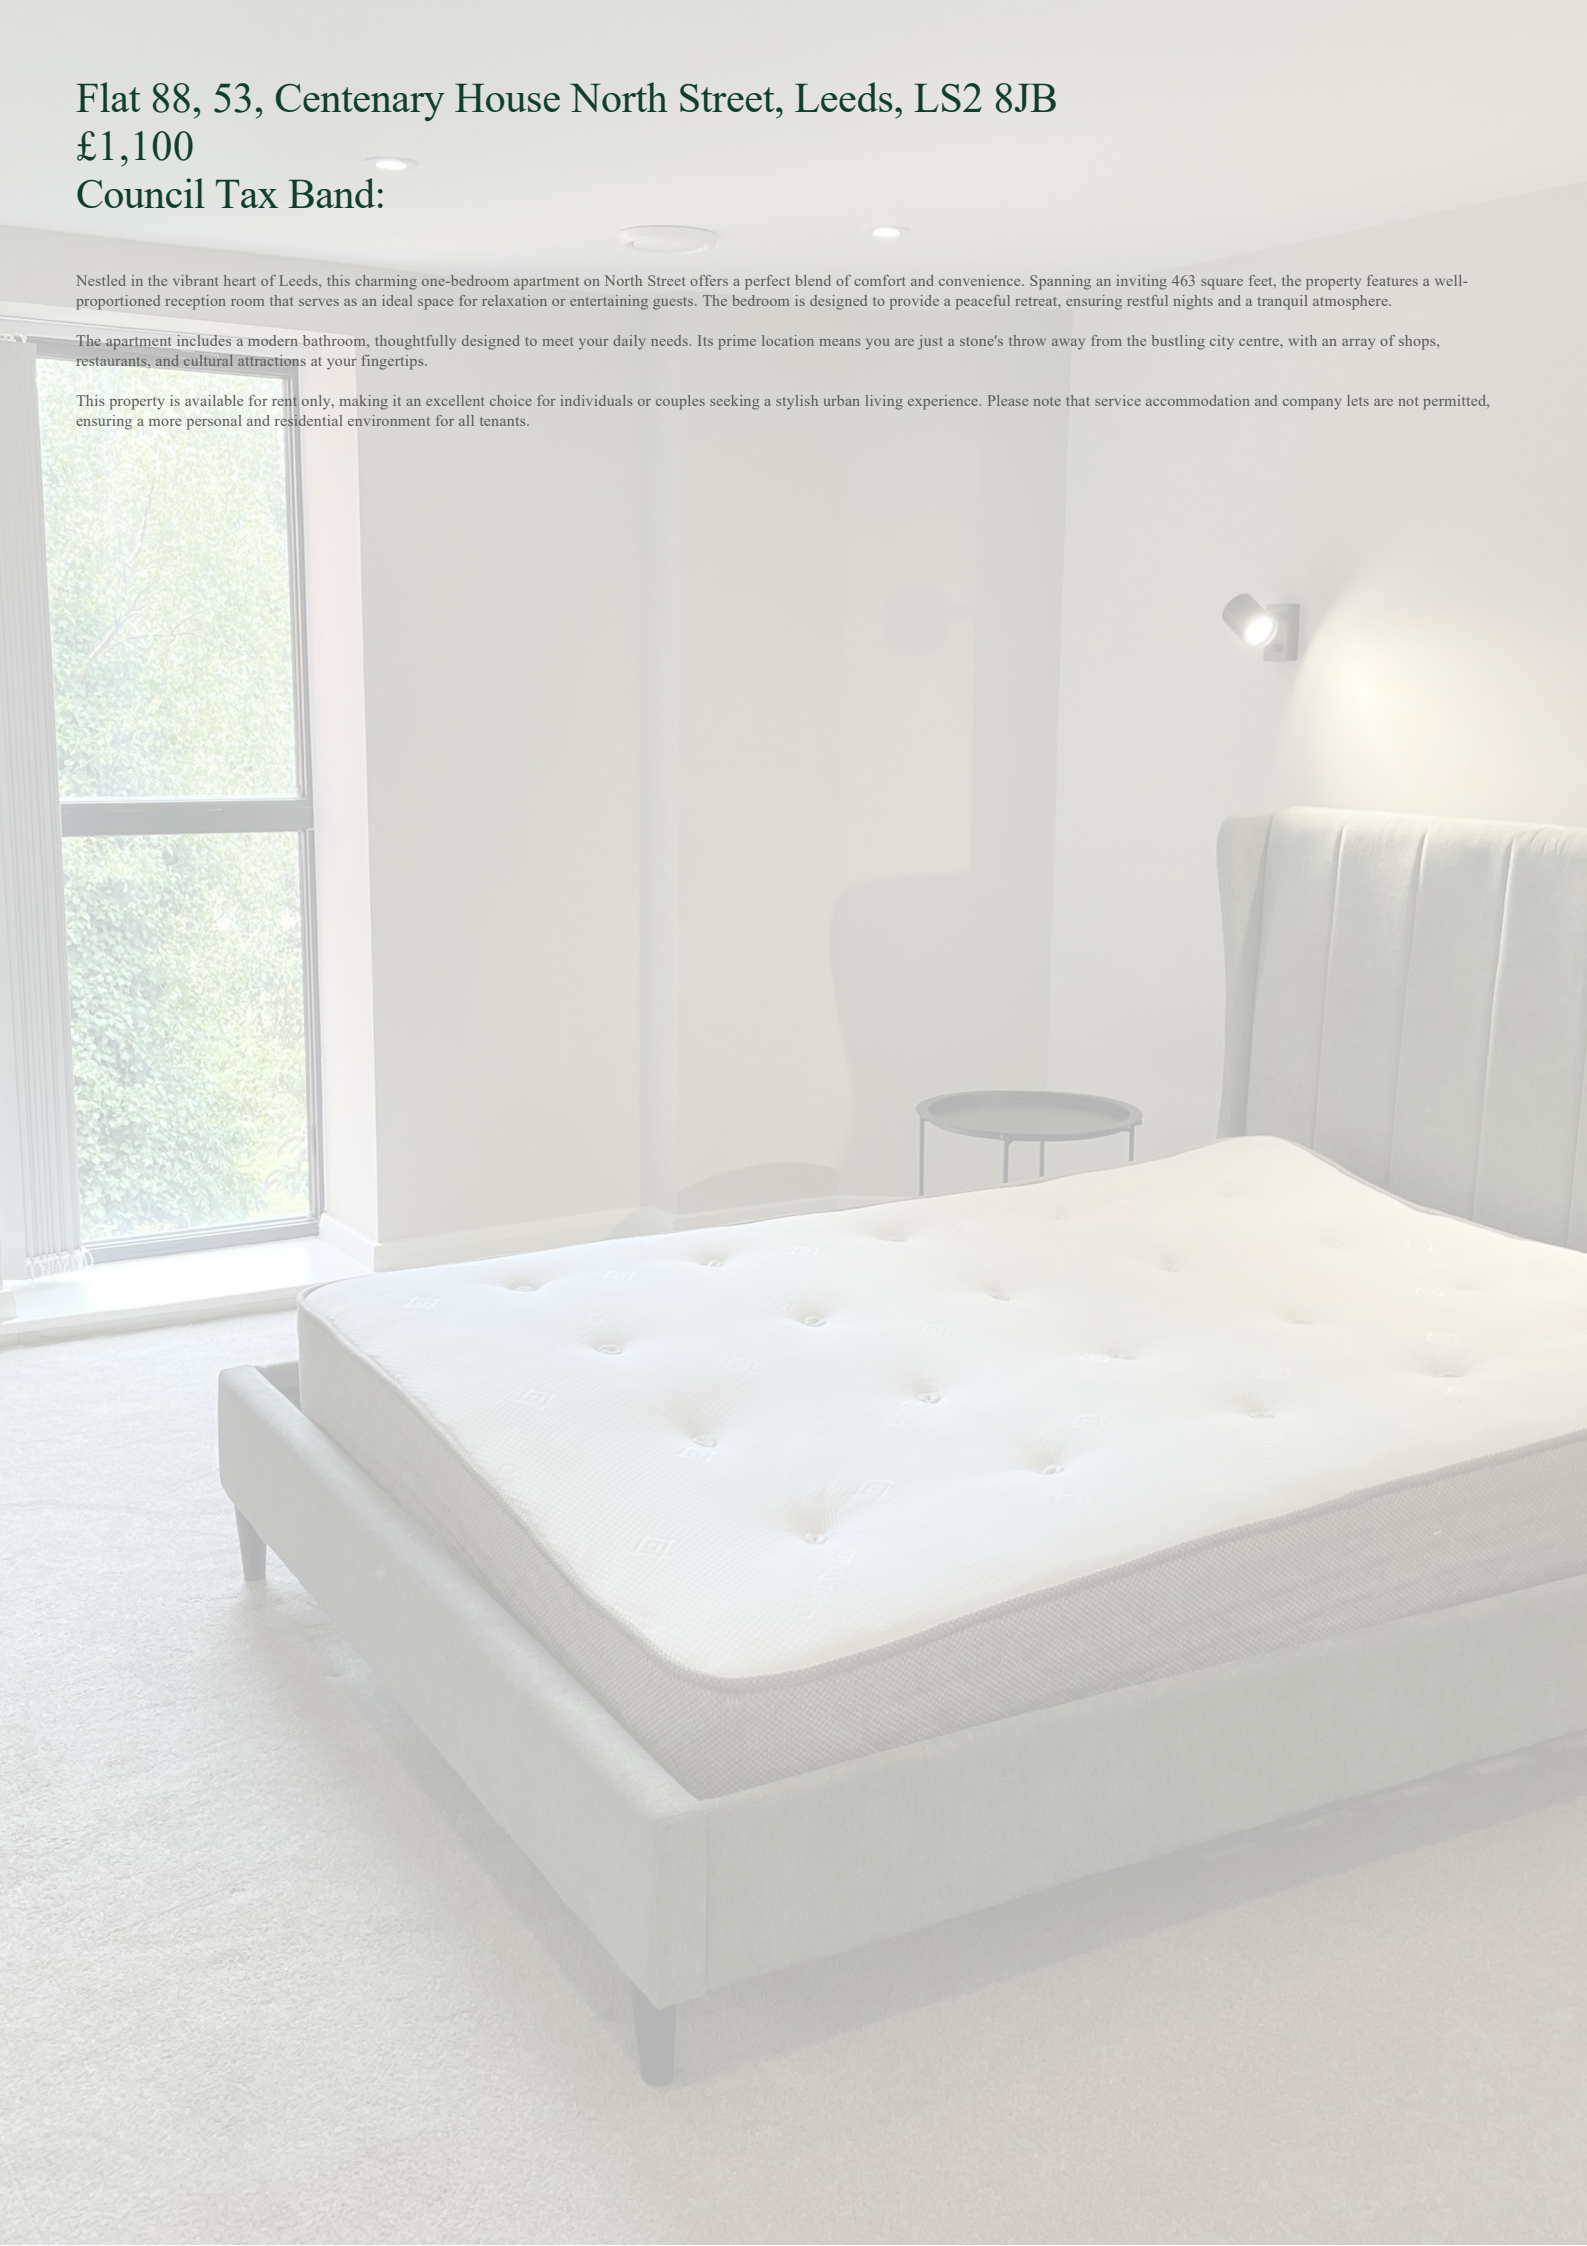 Flat 88, 53, Centenary House North Street, Leeds, LS2 8JB
£1,100
Council Tax Band:
Nestled in the vibrant heart of Leeds, this charming one-bedroom apartment on North Street offers a perfect blend of comfort and convenience. Spanning an inviting 463 square feet, the property features a well-
proportioned reception room that serves as an ideal space for relaxation or entertaining guests. The bedroom is designed to provide a peaceful retreat, ensuring restful nights and a tranquil atmosphere.
The apartment includes a modern bathroom, thoughtfully designed to meet your daily needs. Its prime location means you are just a stone's throw away from the bustling city centre, with an array of shops,
restaurants, and cultural attractions at your fingertips.
This property is available for rent only, making it an excellent choice for individuals or couples seeking a stylish urban living experience. Please note that service accommodation and company lets are not permitted,
ensuring a more personal and residential environment for all tenants.